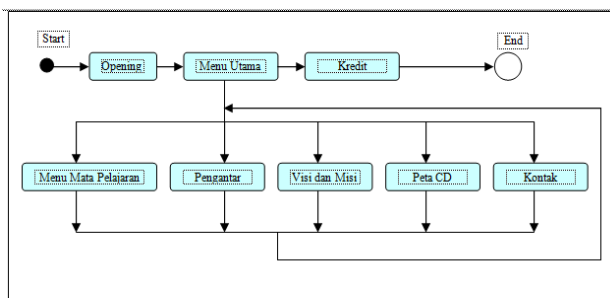 Start
End
Opening
Menu Utama
Kredit
Menu Mata Pelajaran
Pengantar
Visi dan Misi
Peta CD
Kontak